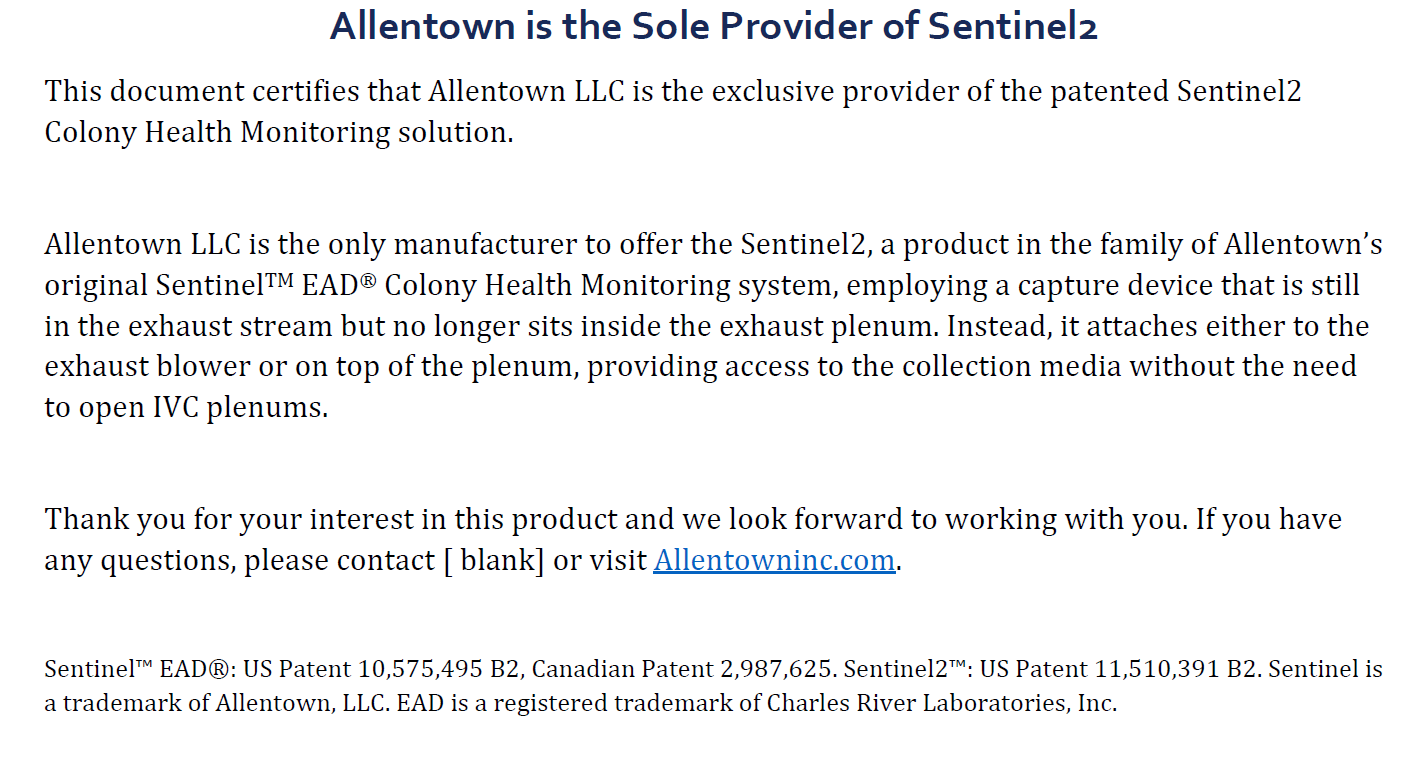 Allentown is the Sole Provider of Sentinel2
This document certifies that Allentown LLC is the exclusive provider of the patented Sentinel2
Colony Health Monitoring solution.
Allentown LLC is the only manufacturer to offer the Sentinel2, a product in the family of Allentown’s
original Sentinel™ EAD® Colony Health Monitoring system, employing a capture device that is still
in the exhaust stream but no longer sits inside the exhaust plenum. Instead, it attaches either to the
exhaust blower or on top of the plenum, providing access to the collection media without the need
to open IVC plenums.
Thank you for your interest in this product and we look forward to working with you. If you have
any questions, please contact [ blank] or visit Allentowninc.com.
Sentinel™ EAD®: US Patent 10,575,495 B2, Canadian Patent 2,987,625. Sentinel2™: US Patent 11,510,391 B2. Sentinel is
a trademark of Allentown, LLC. EAD is a registered trademark of Charles River Laboratories, Inc.